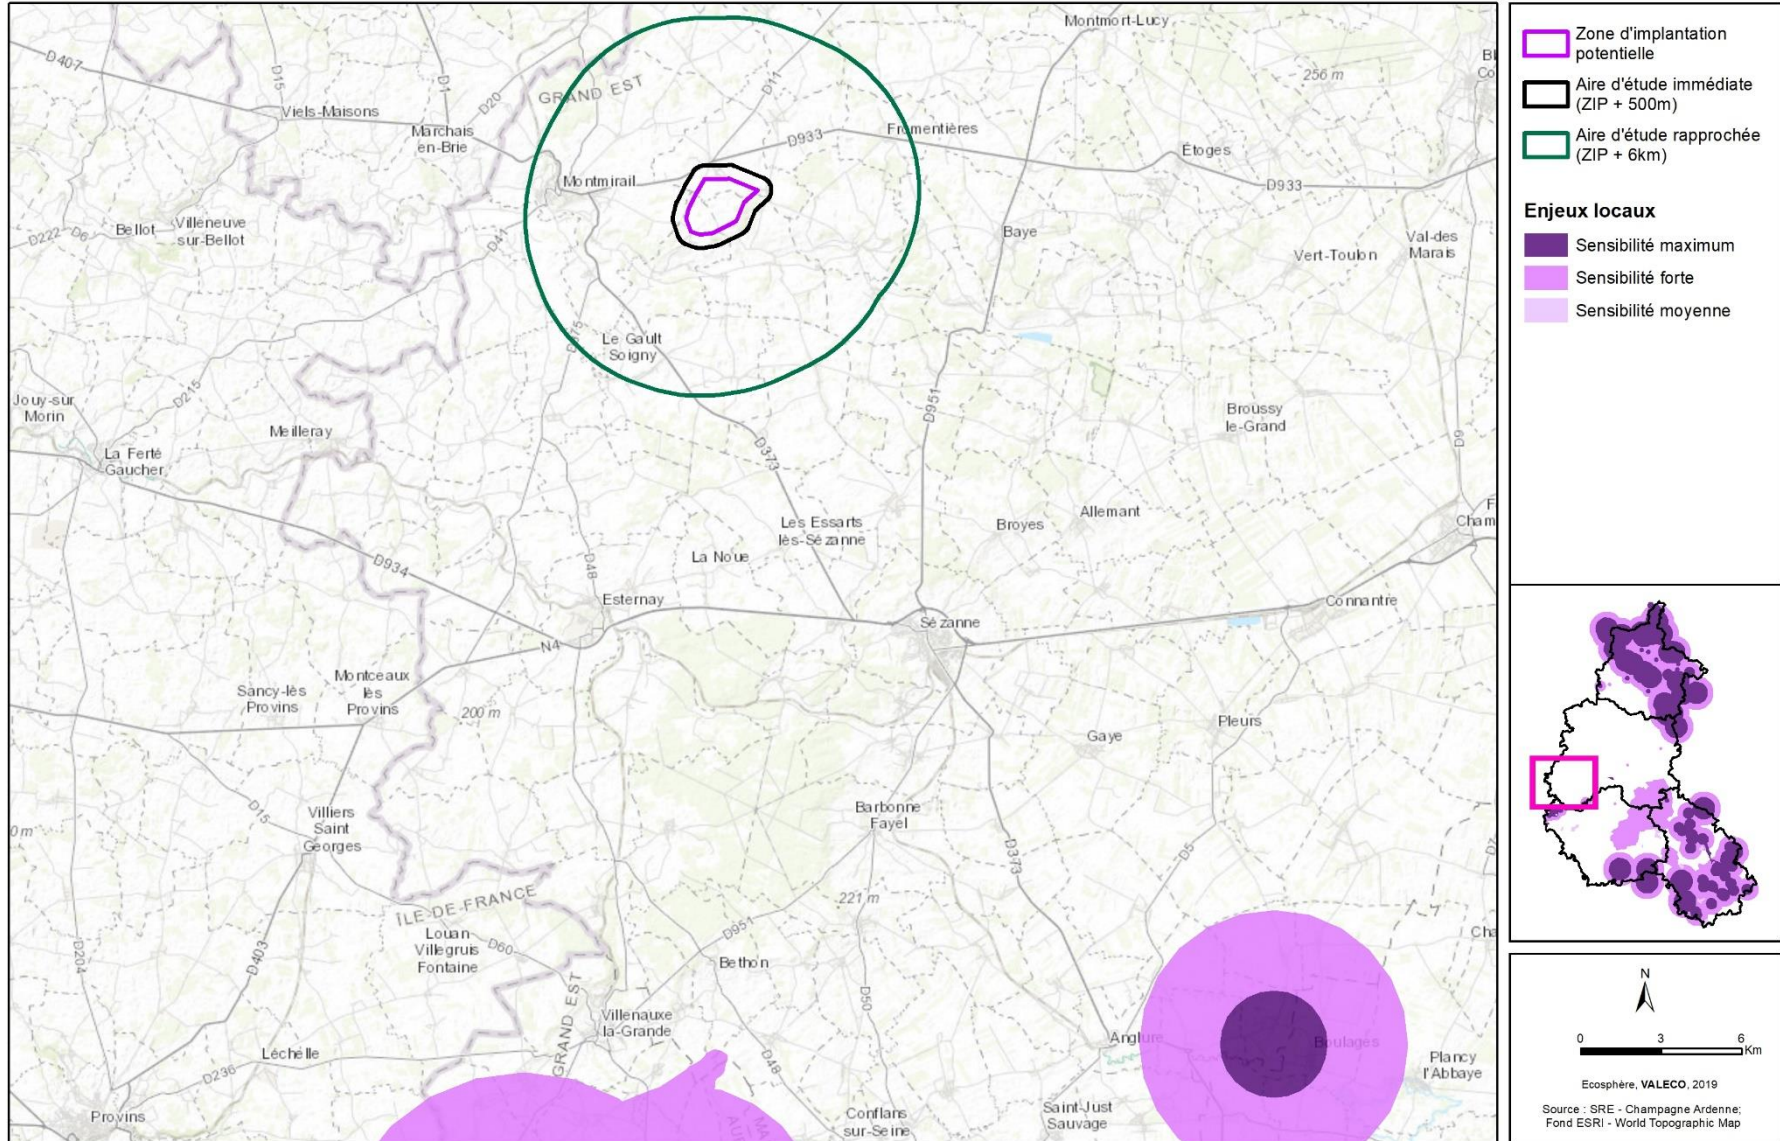 Montmort-Lucy
D407
D15
D1
D20
GRAND EST
D11
256 m
Viels-Maisons
Marchais
en-Brie
D933
Fromentières
Étoges
D933
Montmirail
Bellot
Villeneuve
sur-Bellot
D222
D6
D41
Baye
Vert-Toulon
Val-des
Marais
Le Gault
Soigny
D375
D951
Jouy-sur
Morin
D215
Meilleray
Broussy
le-Grand
D9
La Ferté
Gaucher
D373
Les Essarts
lès-Sézanne
Broyes
Allemant
Cham
D934
D48
La Noue
Esternay
Sézanne
Connantre
N4
Sancy-lès
Provins
Montceaux
lès
Provins
200 m
Gaye
Pleurs
Villiers
Saint
Georges
D15
0 m
Barbonne
Fayel
D373
D5
ÎLE-DE-FRANCE
221 m
D204
D403
Louan
Villegruis
Fontaine
D60
D951
Bethon
Cha
GRAND EST
Villenauxe
la-Grande
D50
D48
Anglure
Boulages
Plancy
l'Abbaye
Léchelle
D236
Provins
Conflans
sur-Seine
Saint-Just
Sauvage
Zone d'implantation
potentielle
Aire d'étude immédiate
(ZIP + 500m)
Aire d'étude rapprochée
(ZIP + 6km)
Enjeux locaux
Sensibilité maximum
Sensibilité forte
Sensibilité moyenne
N
0 3 6
Km
Ecosphère, VALECO, 2019
Source : SRE - Champagne Ardenne;
Fond ESRI - World Topographic Map